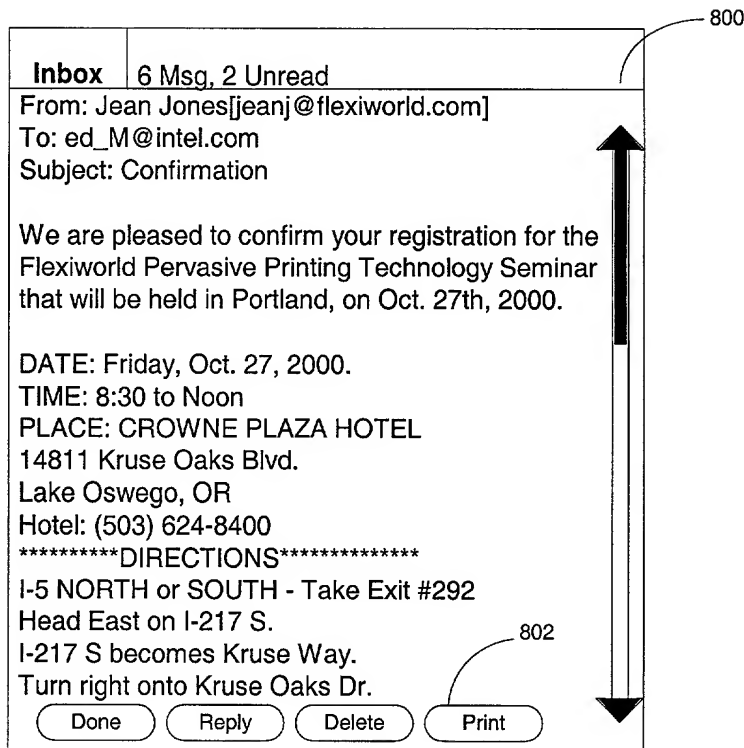 800
Inbox 6 Msg, 2 Unread
From: Jean Jones[jeanj@flexiworld.com]
To: ed_M@intel.com
Subject: Confirmation
We are pleased to confirm your registration for the
Flexiworld Pervasive Printing Technology Seminar
that will be held in Portland, on Oct. 27th, 2000.
DATE: Friday, Oct. 27, 2000.
TIME: 8:30 to Noon
PLACE: CROWNE PLAZA HOTEL
14811 Kruse Oaks Blvd.
Lake Oswego, OR
Hotel: (503) 624-8400
**********DIRECTIONS**************
I-5 NORTH or SOUTH - Take Exit #292
Head East on I-217 S.
I-217 S becomes Kruse Way.
Turn right onto Kruse Oaks Dr.
802
Done Reply Delete Print